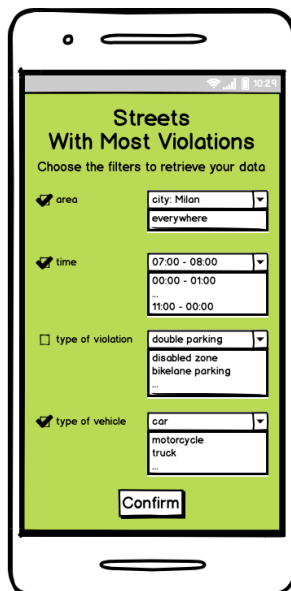 10:29
Streets
With Most Violations
Choose the filters to retrieve your data
area
city: Milan
everywhere
time
07:00 - 08:00
00:00 - 01:00
...
11:00 - 00:00
type of violation
double parking
disabled zone
bikelane parking
...
type of vehicle
car
motorcycle
truck
...
Confirm